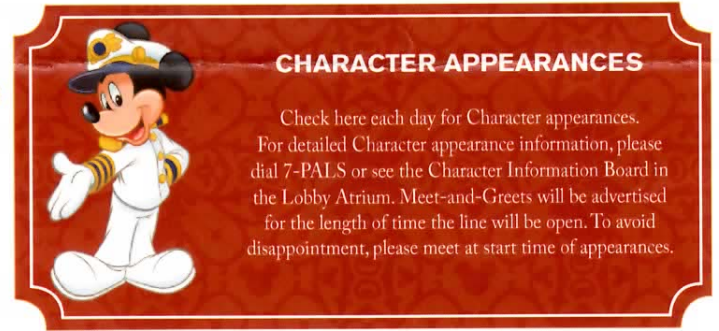 CHARACTER APPEARANCES
Check here each day for Character appearances.
For detailed Character appearance information, please
dial 7-PALS or see the Character Information Board in
the Lobby Atrium. Meet-and-Greets will be advertised
for the length of time the line will be open. To avoid
disappointment, please meet at start time of appearances.